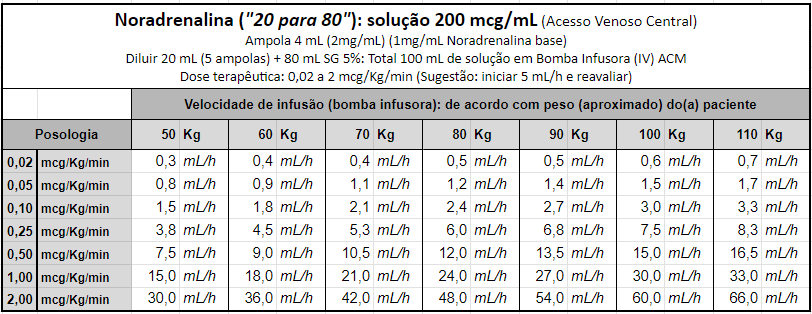 Noradrenalina ("20 para 80"): solução 200 mcg/mL (Acesso Venoso Central)
Ampola 4 mL (2mg/mL) (1mg/mL Noradrenalina base)
Diluir 20 mL (5 ampolas) + 80 mL SG 5%: Total 100 mL de solução em Bomba Infusora (IV) ACM
Dose terapêutica: 0,02 a 2 mcg/Kg/min (Sugestão: iniciar 5 mL/h e reavaliar)
Velocidade de infusão (bomba infusora): de acordo com peso (aproximado) do(a) paciente
Posologia 50 Kg 60 Kg 70 Kg 80 Kg 90 Kg 100 Kg 110 Kg
0,02 mcg/Kg/min 0,3 mL/h 0,4 mL/h 0,4 mL/h 0,5 mL/h 0,5 mL/h 0,6 mL/h 0,7 mL/h
0,05 mcg/Kg/min 0,8 mL/h 0,9 mL/h 1,1 mL/h 1,2 mL/h 1,4 mL/h 1,5 mL/h 1,7 mL/h
0,10 mcg/Kg/min 1,5 mL/h 1,8 mL/h 2,1 mL/h 2,4 mL/h 2,7 mL/h 3,0 mL/h 3,3 mL/h
0,25 mcg/Kg/min 3,8 mL/h 4,5 mL/h 5,3 mL/h 6,0 mL/h 6,8 mL/h 7,5 mL/h 8,3 mL/h
0,50 mcg/Kg/min 7,5 mL/h 9,0 mL/h 10,5 mL/h 12,0 mL/h 13,5 mL/h 15,0 mL/h 16,5 mL/h
1,00 mcg/Kg/min 15,0 mL/h 18,0 mL/h 21,0 mL/h 24,0 mL/h 27,0 mL/h 30,0 mL/h 33,0 mL/h
2,00 mcg/Kg/min 30,0 mL/h 36,0 mL/h 42,0 mL/h 48,0 mL/h 54,0 mL/h 60,0 mL/h 66,0 mL/h